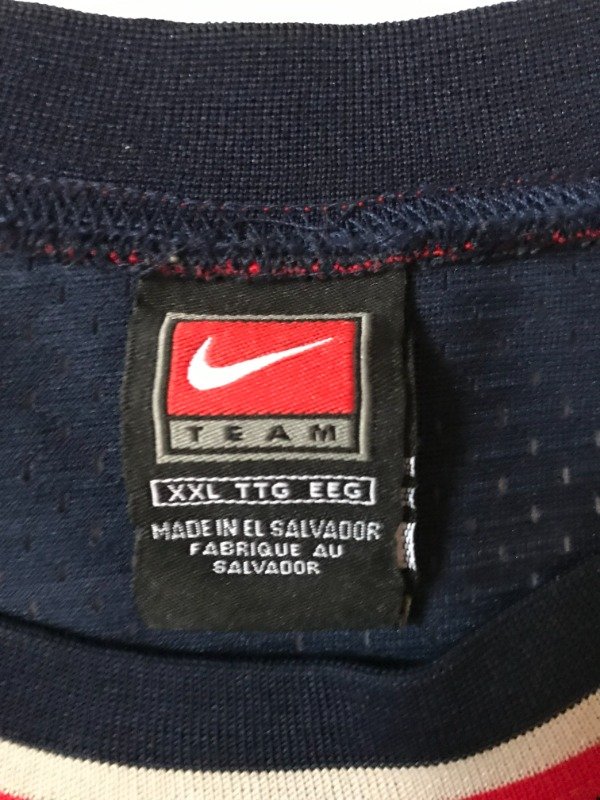 TEAM
XXL TTG EEG
MADE IN EL SALVADOR
FABRIQUE AU
SALVADOR